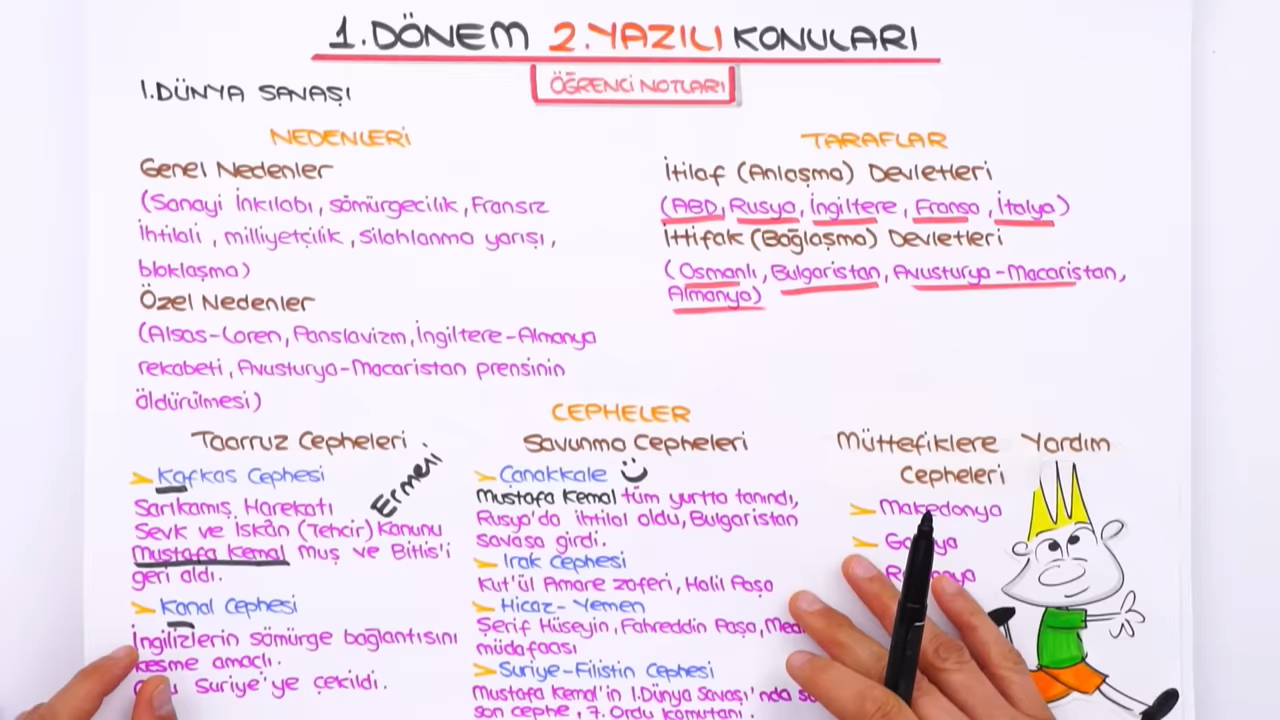 1.DÖNEM 2.YAZILI KONULARI
ÖĞRENCİ NOTLARI
I.DÜNYA SAVAŞI
NEDENLERİ
Genel Nedenler
(Sanayi İnkılabı, sömürgecilik, Fransız
İhtilali, milliyetçilik, silahlanma yarışı,
bloklaşma)
Özel Nedenler
(Alsas-Loren, Panslavizm, İngiltere-Almanya
rekabeti, Avusturya-Macaristan prensinin
öldürülmesi)
TARAFLAR
İtilaf (Anlaşma) Devletleri
(ABD, Rusya, İngiltere, Fransa, İtalya)
İttifak (Bağlaşma) Devletleri
(Osmanlı, Bulgaristan, Avusturya-Macaristan,
Almanya)
CEPHELER
Taarruz Cepheleri
➤ Kafkas Cephesi
Ermeni
Sarıkamış Harekatı
Sevk ve İskân (Tehcir) Kanunu
Mustafa Kemal Muş ve Bitlis'i
geri aldı.
➤ Kanal Cephesi
İngilizlerin sömürge bağlantısını
kesme amaçlı.
Suriye'ye çekildi.
Savunma Cepheleri
➤ Çanakkale
Mustafa Kemal tüm yurtta tanındı,
Rusya'da ihtilal oldu, Bulgaristan
savaşa girdi.
➤ Irak Cephesi
Kut'ül Amare zaferi, Halil Paşa
➤ Hicaz-Yemen
Şerif Hüseyin, Fahreddin Paşa,
müdafaası
➤ Suriye-Filistin Cephesi
Mustafa Kemal'in I.Dünya Savaşı'nda
son cephe, 7. Ordu komutanı.
Müttefiklere Yardım
Cepheleri
➤ Makedonya
➤